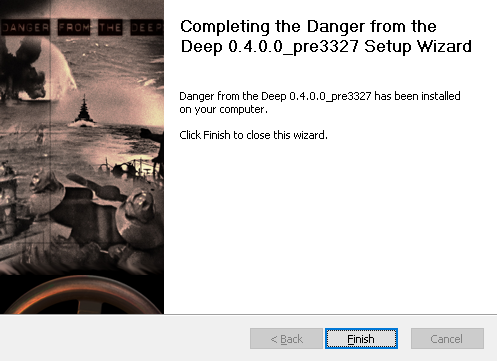 DANGER FROM THE DEEP
Completing the Danger from the
Deep 0.4.0.0_pre3327 Setup Wizard
Danger from the Deep 0.4.0.0_pre3327 has been installed
on your computer.
Click Finish to close this wizard.
< Back
Finish
Cancel